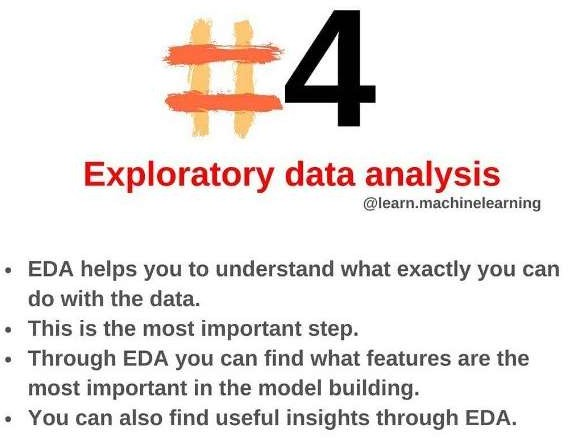 #4
Exploratory data analysis
@learn.machinelearning
• EDA helps you to understand what exactly you can
do with the data.
• This is the most important step.
• Through EDA you can find what features are the
most important in the model building.
• You can also find useful insights through EDA.